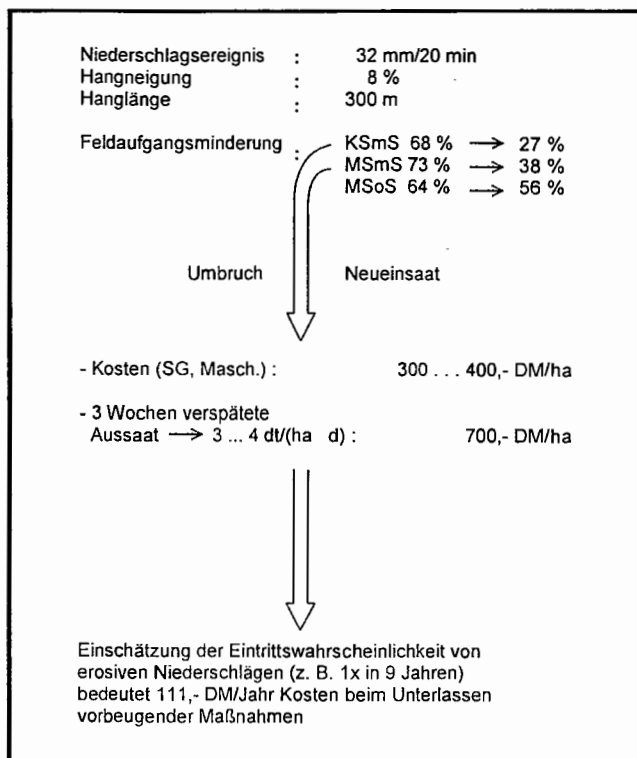 Niederschlagsereignis : 32 mm/20 min
Hangneigung : 8 %
Hanglänge : 300 m
Feldaufgangsminderung : KSmS 68 % → 27 %
MSmS 73 % → 38 %
MSoS 64 % → 56 %
Umbruch Neueinsaat
- Kosten (SG, Masch.) : 300 ... 400,- DM/ha
- 3 Wochen verspätete
Aussaat → 3 ... 4 dt/(ha d) : 700,- DM/ha
Einschätzung der Eintrittswahrscheinlichkeit von
erosiven Niederschlägen (z. B. 1x in 9 Jahren)
bedeutet 111,- DM/Jahr Kosten beim Unterlassen
vorbeugender Maßnahmen